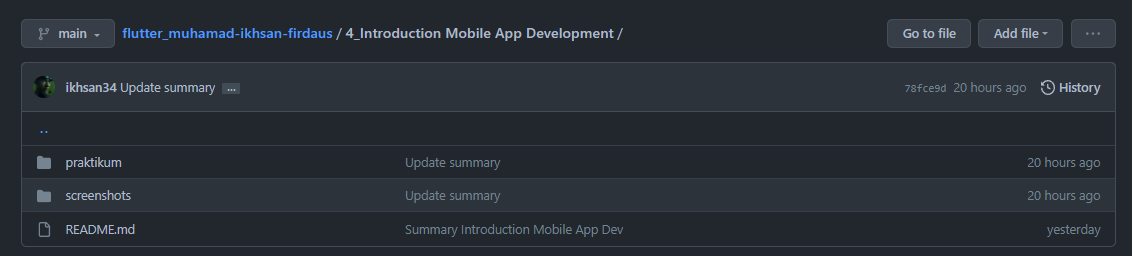 main flutter_muhamad-ikhsan-firdaus / 4_Introduction Mobile App Development / Go to file Add file ...
ikhsan34 Update summary ... 78fce9d 20 hours ago History
..
praktikum Update summary 20 hours ago
screenshots Update summary 20 hours ago
README.md Summary Introduction Mobile App Dev yesterday